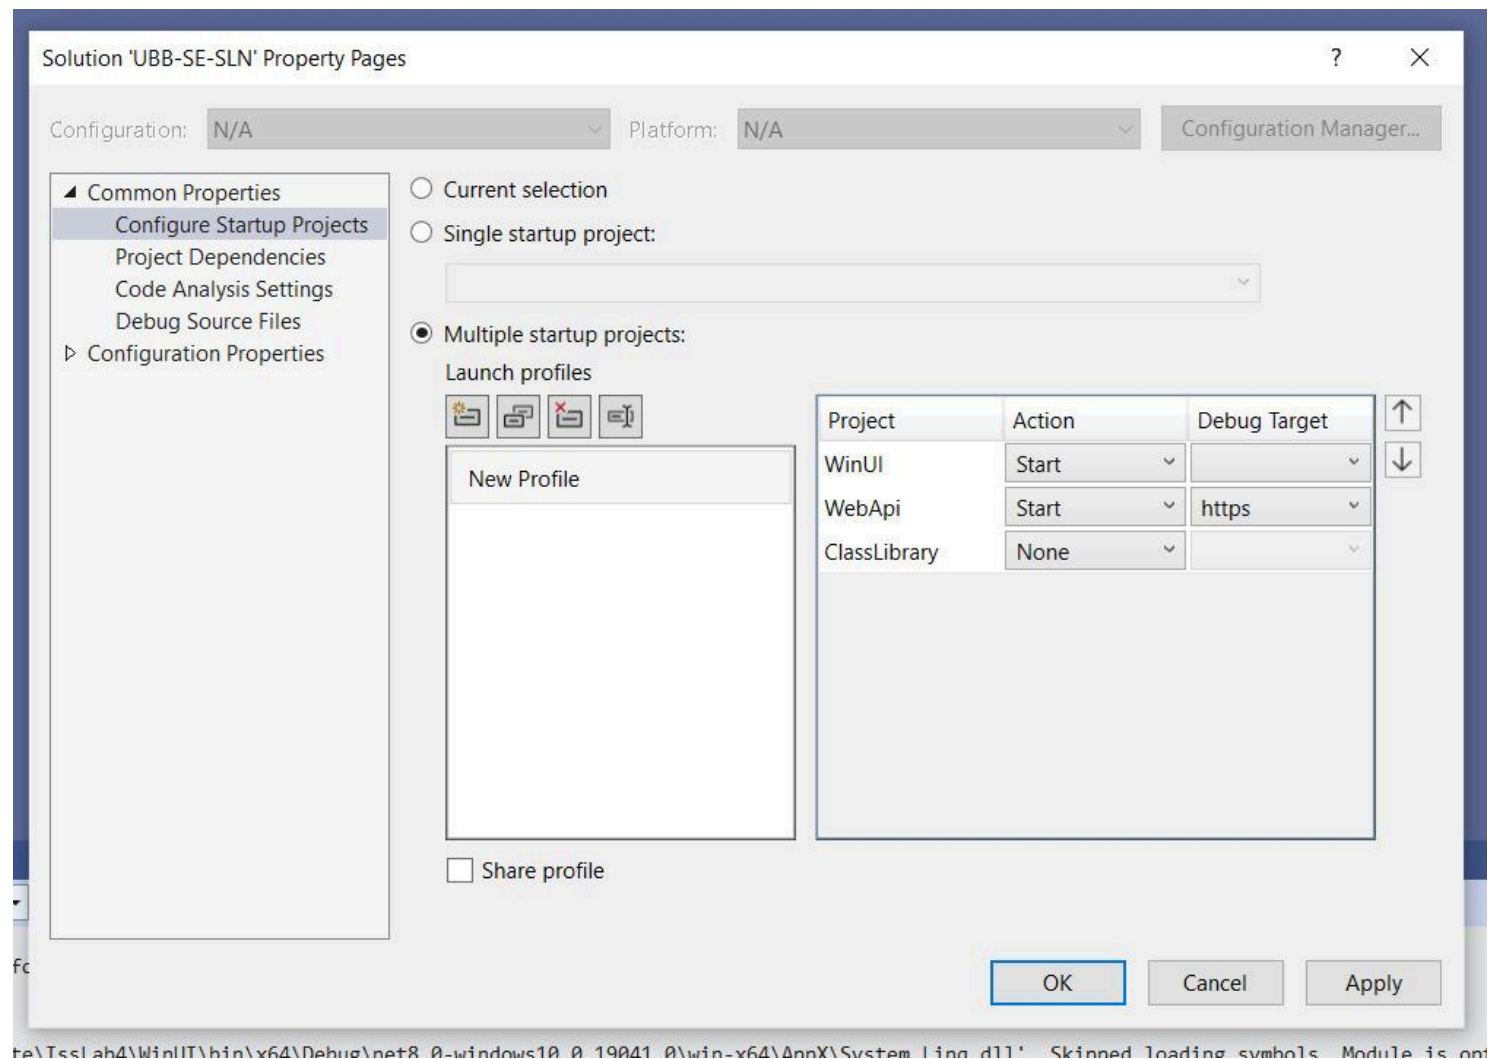 Solution 'UBB-SE-SLN' Property Pages
?
Configuration: N/A Platform: N/A Configuration Manager...
Common Properties
Configure Startup Projects
Project Dependencies
Code Analysis Settings
Debug Source Files
Configuration Properties
Current selection
Single startup project:
Multiple startup projects:
Launch profiles
New Profile
Project Action Debug Target
WinUI Start
WebApi Start https
ClassLibrary None
Share profile
OK Cancel Apply
fo
te\IssLab4\WinUI\bin\x64\Debug\net8.0-windows10.0.19041.0\win-x64\AppX\System.Linq.dll'. Skipped loading symbols. Module is opt